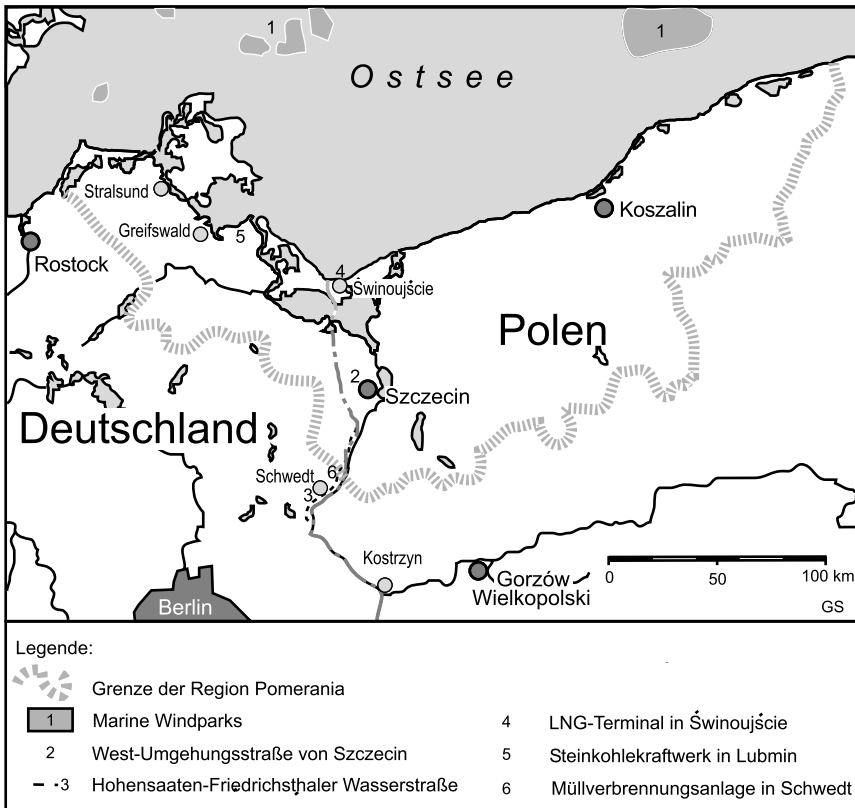 1
1
Ostsee
Stralsund
Greifswald
5
Koszalin
Rostock
4
Świnoujście
Polen
2
Szczecin
Deutschland
Schwedt
6
3
Kostrzyn
Gorzów
Wielkopolski
0 50 100 km
Berlin
GS
Legende:
Grenze der Region Pomerania
1 Marine Windparks
2 West-Umgehungsstraße von Szczecin
3 Hohensaaten-Friedrichsthaler Wasserstraße
4 LNG-Terminal in Świnoujście
5 Steinkohlekraftwerk in Lubmin
6 Müllverbrennungsanlage in Schwedt